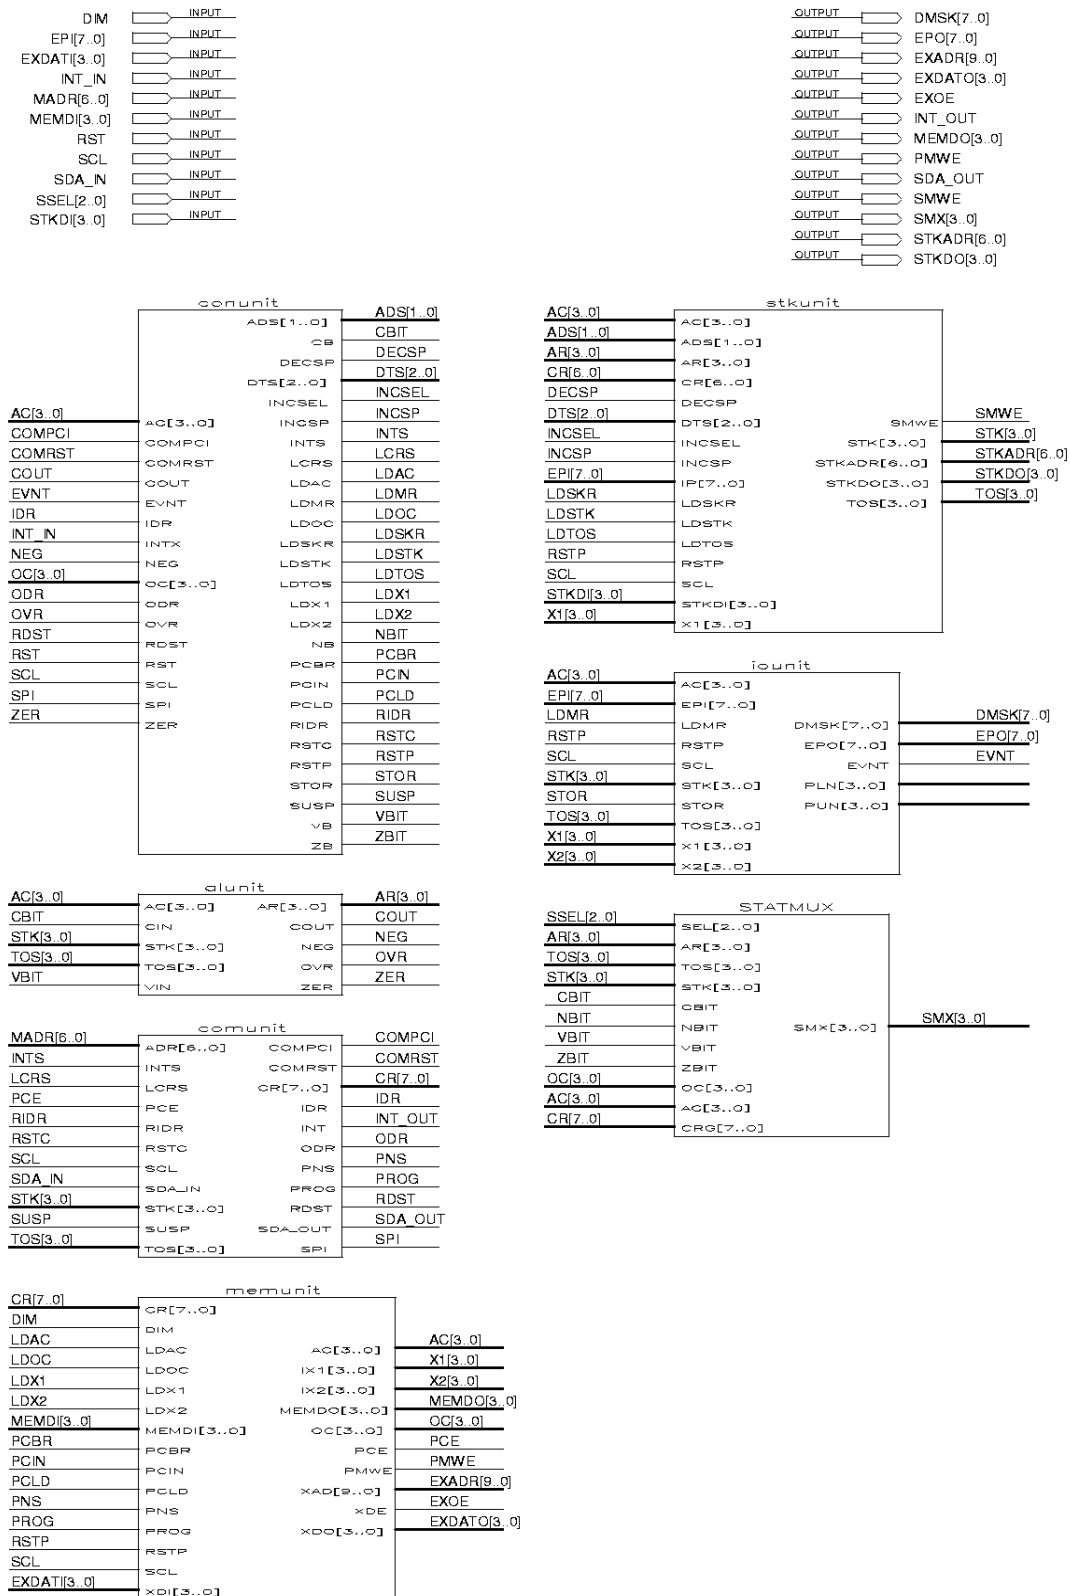 DIM INPUT
EPI[7..0] INPUT
EXDATI[3..0] INPUT
INT_IN INPUT
MADR[6..0] INPUT
MEMDI[3..0] INPUT
RST INPUT
SCL INPUT
SDA_IN INPUT
SSEL[2..0] INPUT
STKDI[3..0] INPUT
OUTPUT DMSK[7..0]
OUTPUT EPO[7..0]
OUTPUT EXADR[9..0]
OUTPUT EXDATO[3..0]
OUTPUT EXOE
OUTPUT INT_OUT
OUTPUT MEMDO[3..0]
OUTPUT PMWE
OUTPUT SDA_OUT
OUTPUT SMWE
OUTPUT SMX[3..0]
OUTPUT STKADR[6..0]
OUTPUT STKDO[3..0]
conunit
ADS[1..0] ADS[1..0]
CB CBIT
DECSP DECSP
DTS[2..0] DTS[2..0]
INCSEL INCSEL
AC[3..0] AC[3..0] INCSP INCSP
COMPCI COMPCI INTS INTS
COMRST COMRST LCRS LCRS
COUT COUT LDAC LDAC
EVNT EVNT LDMR LDMR
IDR IDR LDOC LDOC
INT_IN INTX LDSKR LDSKR
NEG NEG LDSTK LDSTK
OC[3..0] OC[3..0] LDTOS LDTOS
ODR ODR LDX1 LDX1
OVR OVR LDX2 LDX2
RDST RDST NB NBIT
RST RST PCBR PCBR
SCL SCL PCIN PCIN
SPI SPI PCLD PCLD
ZER ZER RIDR RIDR
RSTC RSTC
RSTP RSTP
STOR STOR
SUSP SUSP
VB VBIT
ZB ZBIT
stkunit
AC[3..0] AC[3..0]
ADS[1..0] ADS[1..0]
AR[3..0] AR[3..0]
CR[6..0] CR[6..0]
DECSP DECSP
DTS[2..0] DTS[2..0] SMWE SMWE
INCSEL INCSEL STK[3..0] STK[3..0]
INCSP INCSP STKADR[6..0] STKADR[6..0]
EPI[7..0] IP[7..0] STKDO[3..0] STKDO[3..0]
LDSKR LDSKR TOS[3..0] TOS[3..0]
LDSTK LDSTK
LDTOS LDTOS
RSTP RSTP
SCL SCL
STKDI[3..0] STKDI[3..0]
X1[3..0] X1[3..0]
iounit
AC[3..0] AC[3..0]
EPI[7..0] EPI[7..0]
LDMR LDMR DMSK[7..0] DMSK[7..0]
RSTP RSTP EPO[7..0] EPO[7..0]
SCL SCL EVNT EVNT
STK[3..0] STK[3..0] PLN[3..0]
STOR STOR PUN[3..0]
TOS[3..0] TOS[3..0]
X1[3..0] X1[3..0]
X2[3..0] X2[3..0]
alunit
AC[3..0] AC[3..0] AR[3..0] AR[3..0]
CBIT CIN COUT COUT
STK[3..0] STK[3..0] NEG NEG
TOS[3..0] TOS[3..0] OVR OVR
VBIT VIN ZER ZER
STATMUX
SSEL[2..0] SEL[2..0]
AR[3..0] AR[3..0]
TOS[3..0] TOS[3..0]
STK[3..0] STK[3..0]
CBIT CBIT
NBIT NBIT SMX[3..0] SMX[3..0]
VBIT VBIT
ZBIT ZBIT
OC[3..0] OC[3..0]
AC[3..0] AC[3..0]
CR[7..0] CRG[7..0]
comunit
MADR[6..0] ADR[6..0] COMPCI COMPCI
INTS INTS COMRST COMRST
LCRS LCRS CR[7..0] CR[7..0]
PCE PCE IDR IDR
RIDR RIDR INT INT_OUT
RSTC RSTC ODR ODR
SCL SCL PNS PNS
SDA_IN SDA_IN PROG PROG
STK[3..0] STK[3..0] RDST RDST
SUSP SUSP SDA_OUT SDA_OUT
TOS[3..0] TOS[3..0] SPI SPI
memunit
CR[7..0] CR[7..0]
DIM DIM
LDAC LDAC AC[3..0] AC[3..0]
LDOC LDOC IX1[3..0] X1[3..0]
LDX1 LDX1 IX2[3..0] X2[3..0]
LDX2 LDX2 MEMDO[3..0] MEMDO[3..0]
MEMDI[3..0] MEMDI[3..0] OC[3..0] OC[3..0]
PCBR PCBR PCE PCE
PCIN PCIN PMWE PMWE
PCLD PCLD XAD[9..0] EXADR[9..0]
PNS PNS XDE EXOE
PROG PROG XDO[3..0] EXDATO[3..0]
RSTP RSTP
SCL SCL
EXDATI[3..0] XDI[3..0]